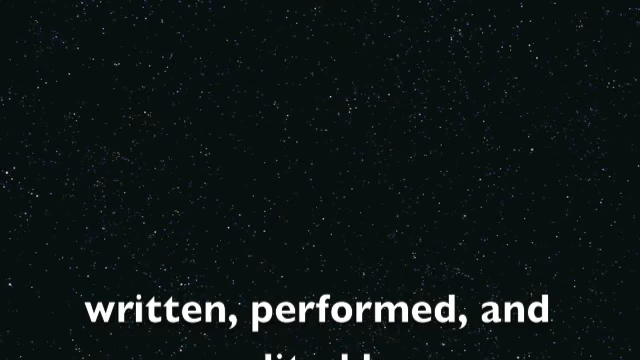 written, performed, and